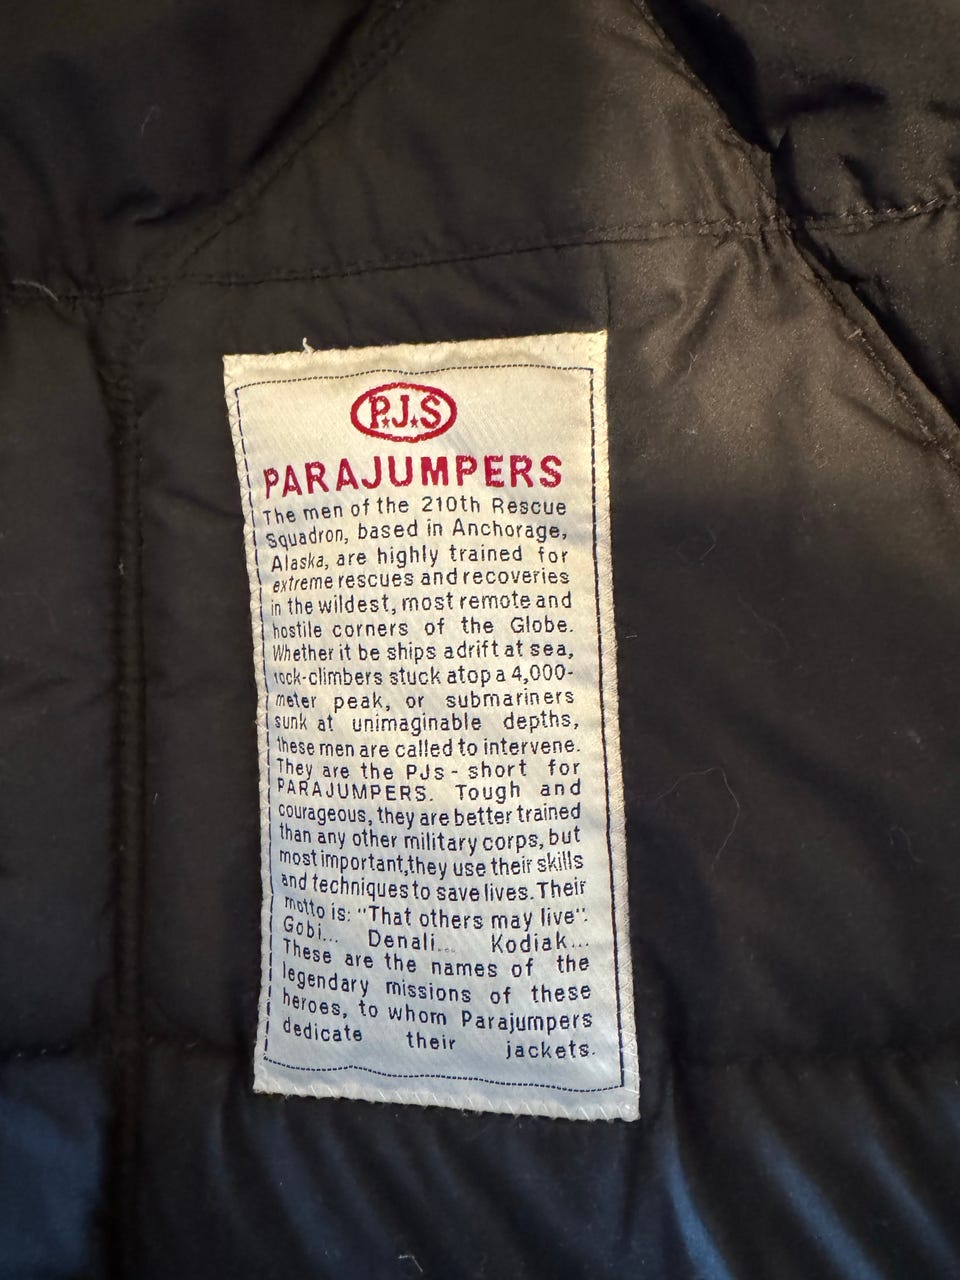 P.J.S
PARAJUMPERS
The men of the 210th Rescue
Squadron, based in Anchorage,
Alaska, are highly trained for
extreme rescues and recoveries
in the wildest, most remote and
hostile corners of the Globe.
Whether it be ships adrift at sea,
rock-climbers stuck atop a 4,000-
meter peak, or submariners
sunk at unimaginable depths,
these men are called to intervene.
They are the PJs - short for
PARAJUMPERS. Tough and
courageous, they are better trained
than any other military corps, but
most important,they use their skills
and techniques to save lives. Their
motto is: "That others may live".
Gobi... Denali... Kodiak...
These are the names of the
legendary missions of these
heroes, to whom Parajumpers
dedicate their jackets.